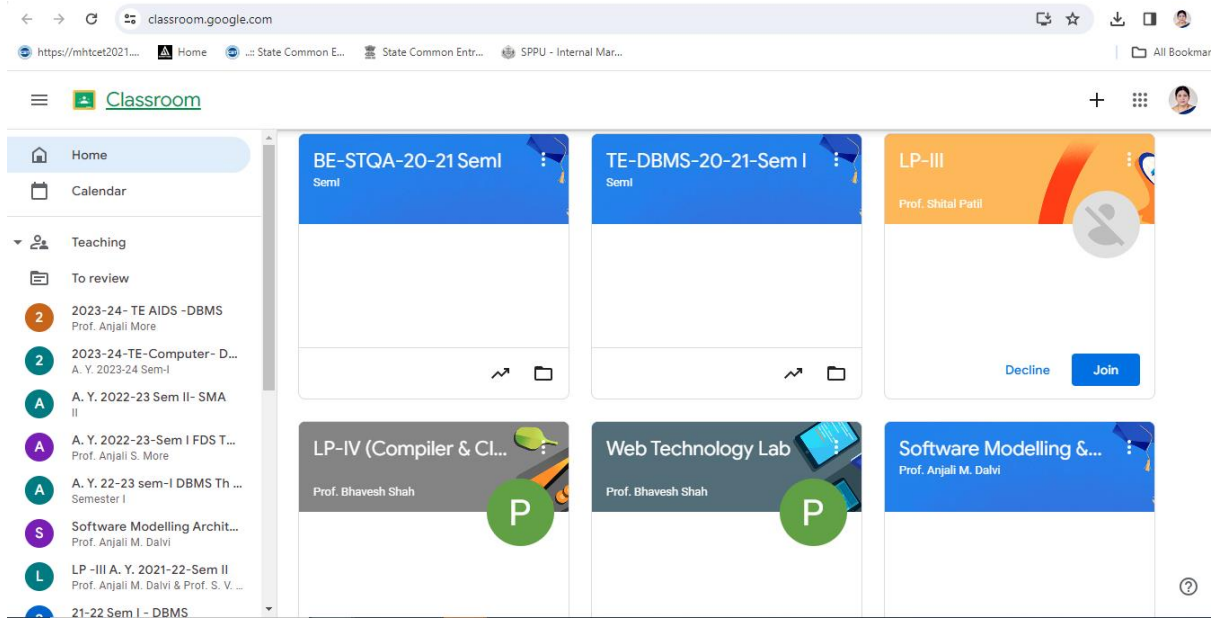 classroom.google.com
https://mhtcet2021.... Home ..:: State Common E... State Common Entr... SPPU - Internal Mar... All Bookmar
Classroom
Home
Calendar
Teaching
To review
2
2023-24- TE AIDS -DBMS
Prof. Anjali More
2
2023-24-TE-Computer- D...
A. Y. 2023-24 Sem-I
A
A. Y. 2022-23 Sem II- SMA
II
A
A. Y. 2022-23-Sem I FDS T...
Prof. Anjali S. More
A
A. Y. 22-23 sem-I DBMS Th ...
Semester I
S
Software Modelling Archit...
Prof. Anjali M. Dalvi
L
LP -III A. Y. 2021-22-Sem II
Prof. Anjali M. Dalvi & Prof. S. V. ...
21-22 Sem I - DBMS
BE-STQA-20-21 SemI
SemI
TE-DBMS-20-21-Sem I
SemI
LP-III
Prof. Shital Patil
Decline Join
LP-IV (Compiler & Cl...
Prof. Bhavesh Shah
P
Web Technology Lab
Prof. Bhavesh Shah
P
Software Modelling &...
Prof. Anjali M. Dalvi